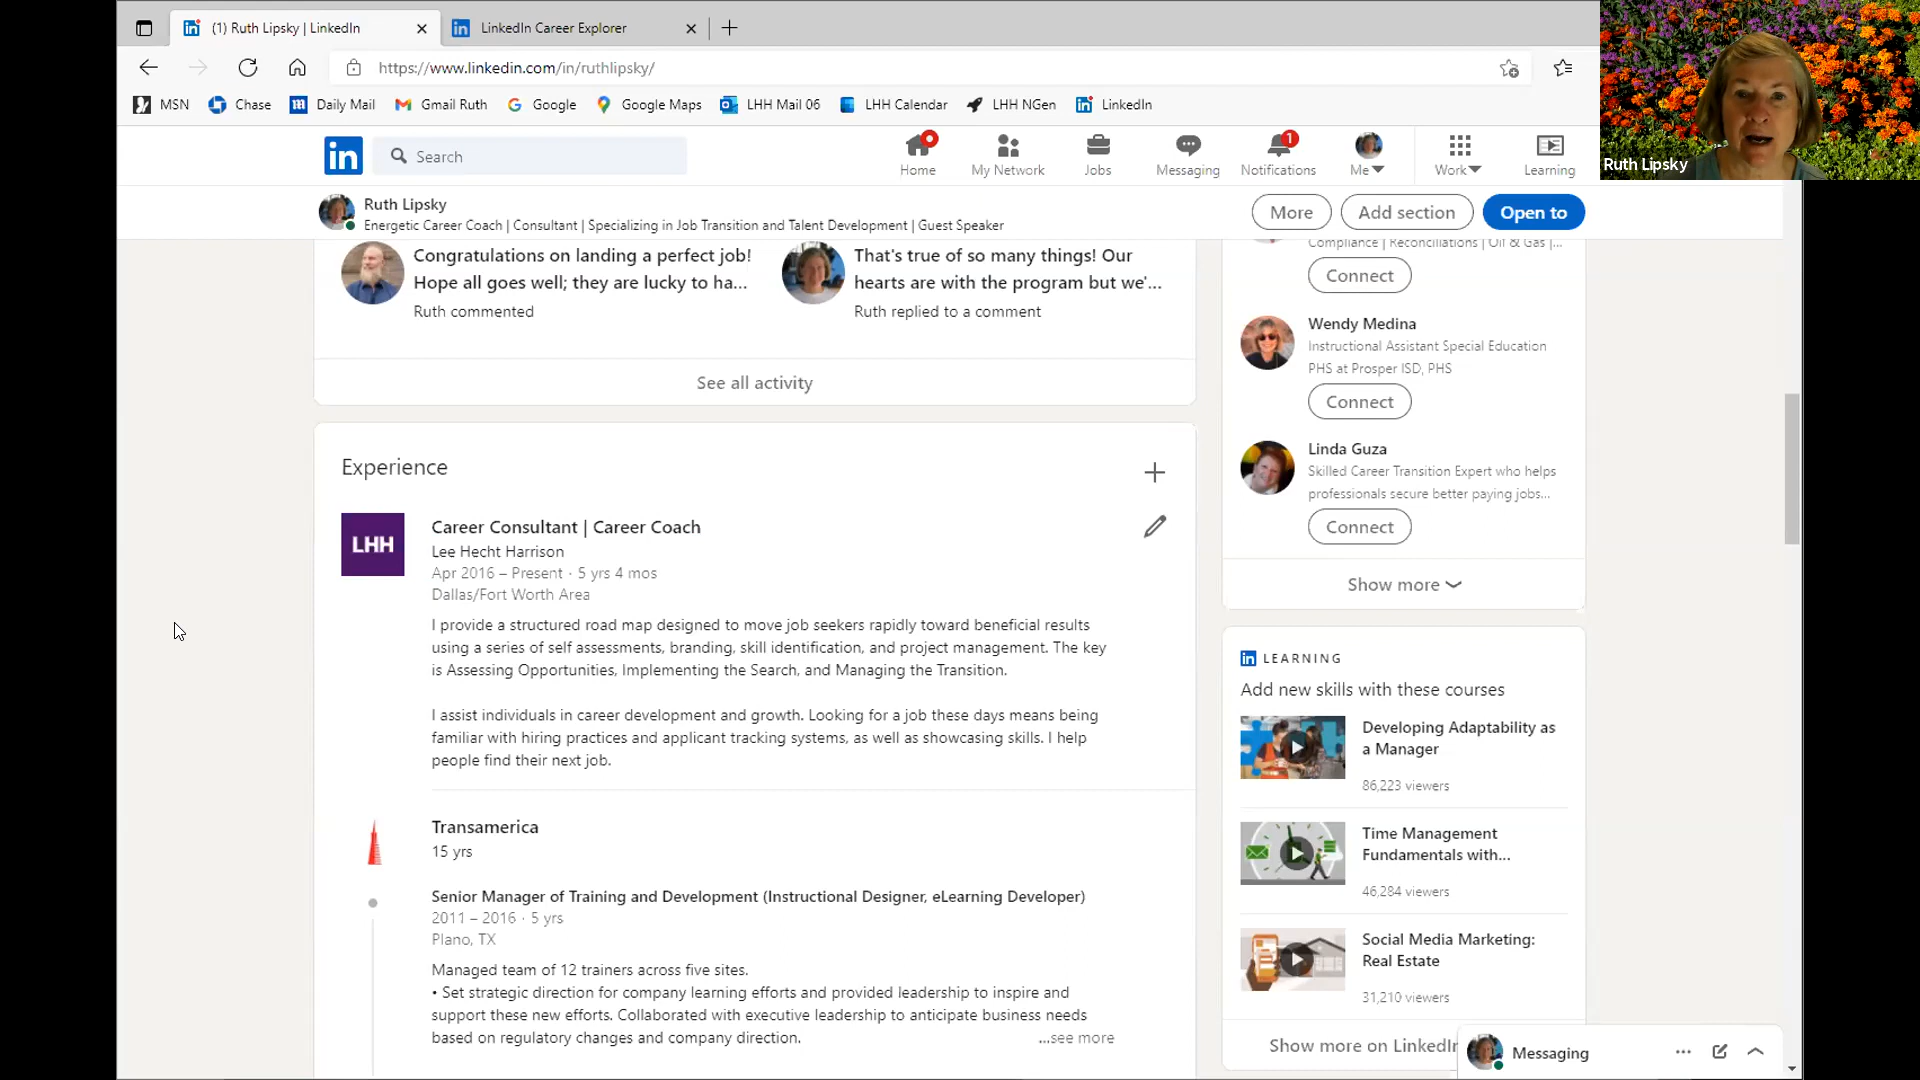 (1) Ruth Lipsky | LinkedIn
LinkedIn Career Explorer
https://www.linkedin.com/in/ruthlipsky/
MSN
Chase
Daily Mail
Gmail Ruth
Google
Google Maps
LHH Mail 06
LHH Calendar
LHH NGen
LinkedIn
Ruth Lipsky
in
Search
Home
My Network
Jobs
Messaging
1
Notifications
Me
Work
Learning
Ruth Lipsky
Energetic Career Coach | Consultant | Specializing in Job Transition and Talent Development | Guest Speaker
More
Add section
Open to
Congratulations on landing a perfect job!
Hope all goes well; they are lucky to ha...
Ruth commented
That's true of so many things! Our
hearts are with the program but we'...
Ruth replied to a comment
See all activity
Experience
LHH
Career Consultant | Career Coach
Lee Hecht Harrison
Apr 2016 – Present · 5 yrs 4 mos
Dallas/Fort Worth Area
I provide a structured road map designed to move job seekers rapidly toward beneficial results
using a series of self assessments, branding, skill identification, and project management. The key
is Assessing Opportunities, Implementing the Search, and Managing the Transition.
I assist individuals in career development and growth. Looking for a job these days means being
familiar with hiring practices and applicant tracking systems, as well as showcasing skills. I help
people find their next job.
Transamerica
15 yrs
Senior Manager of Training and Development (Instructional Designer, eLearning Developer)
2011 – 2016 · 5 yrs
Plano, TX
Managed team of 12 trainers across five sites.
• Set strategic direction for company learning efforts and provided leadership to inspire and
support these new efforts. Collaborated with executive leadership to anticipate business needs
based on regulatory changes and company direction.
...see more
Compliance | Reconciliations | Oil & Gas |...
Connect
Wendy Medina
Instructional Assistant Special Education
PHS at Prosper ISD, PHS
Connect
Linda Guza
Skilled Career Transition Expert who helps
professionals secure better paying jobs...
Connect
Show more
in LEARNING
Add new skills with these courses
Developing Adaptability as
a Manager
86,223 viewers
Time Management
Fundamentals with...
46,284 viewers
Social Media Marketing:
Real Estate
31,210 viewers
Show more on LinkedIn
Messaging